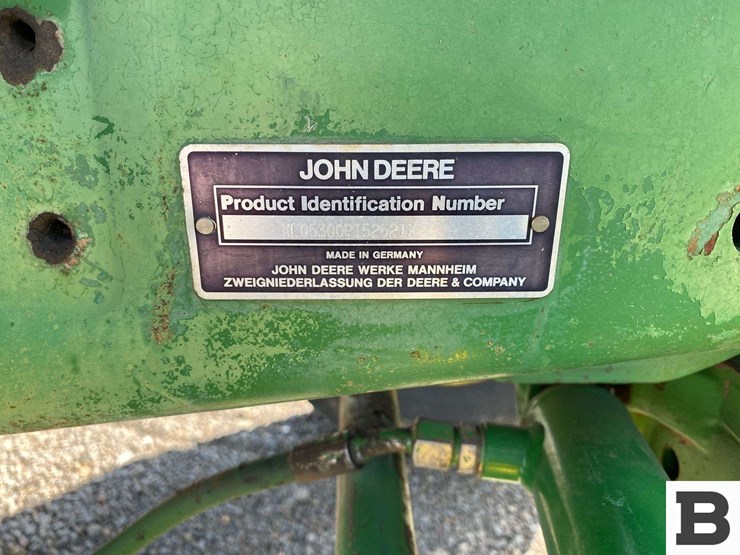 JOHN DEERE
Product Identification Number
MADE IN GERMANY
JOHN DEERE WERKE MANNHEIM
ZWEIGNIEDERLASSUNG DER DEERE & COMPANY
B